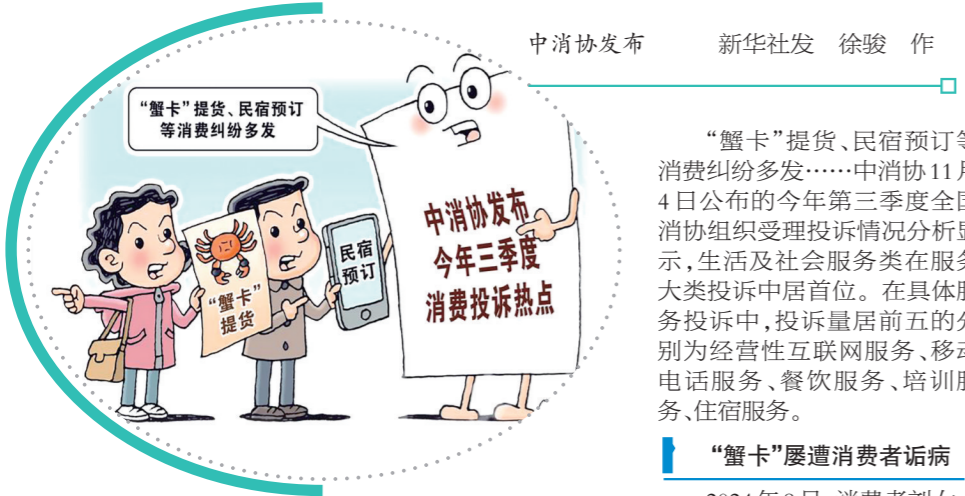 中消协发布 新华社发 徐骏 作
“蟹卡”提货、民宿预订
等消费纠纷多发
中消协发布
今年三季度
消费投诉热点
“蟹卡”
提货
民宿
预订
“蟹卡”提货、民宿预订等
消费纠纷多发……中消协11月
4日公布的今年第三季度全国
消协组织受理投诉情况分析显
示,生活及社会服务类在服务
大类投诉中居首位。在具体服
务投诉中,投诉量居前五的分
别为经营性互联网服务、移动
电话服务、餐饮服务、培训服
务、住宿服务。
“蟹卡”屡遭消费者诟病